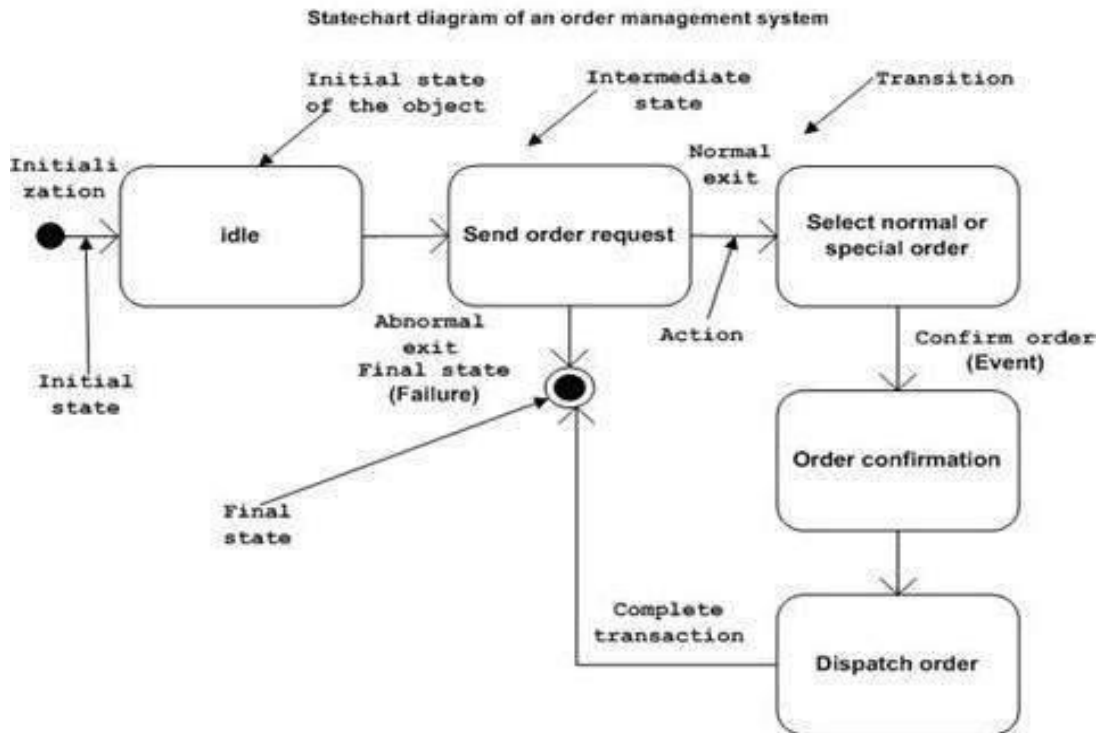 Statechart diagram of an order management system
Initial state
of the object
Intermediate
state
Transition
Initiali
zation
Normal
exit
idle
Send order request
Select normal or
special order
Abnormal
exit
Final state
(Failure)
Action
Confirm order
(Event)
Initial
state
Order confirmation
Final
state
Complete
transaction
Dispatch order